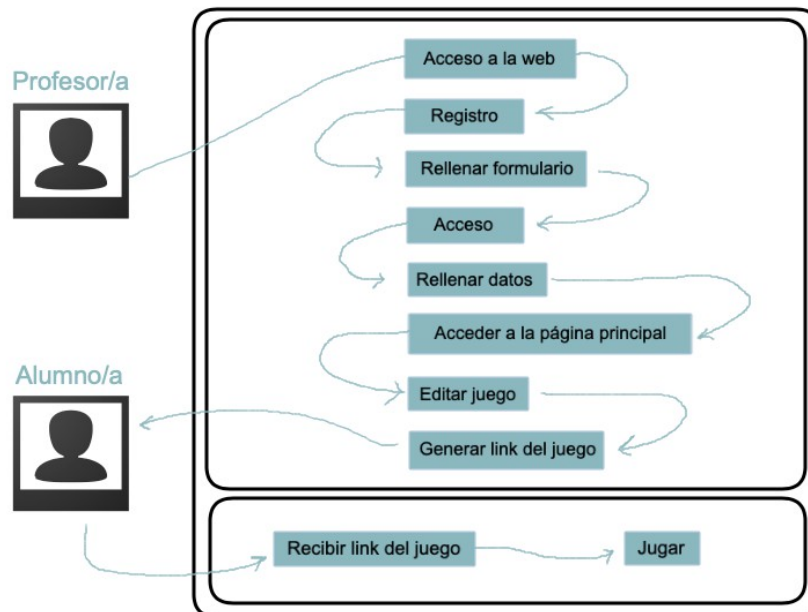 Profesor/a
Acceso a la web
Registro
Rellenar formulario
Acceso
Rellenar datos
Acceder a la página principal
Editar juego
Generar link del juego
Alumno/a
Recibir link del juego
Jugar